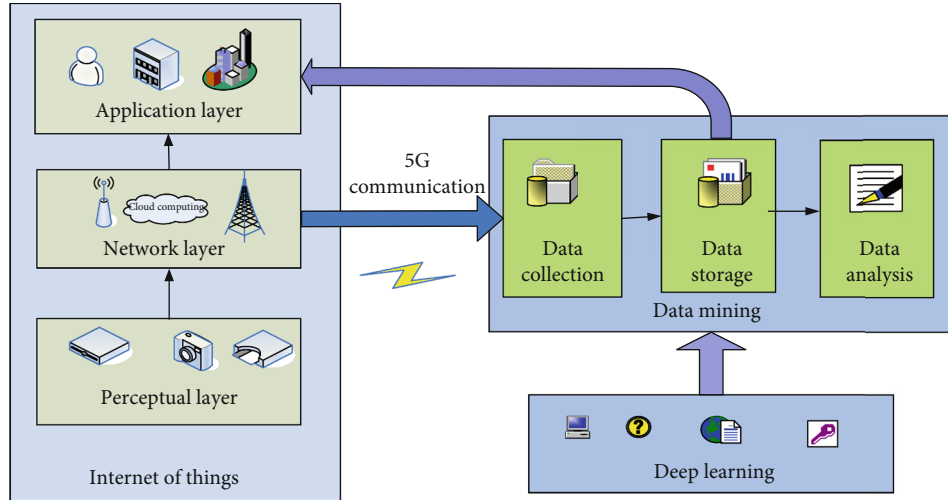 Application layer
Cloud computing
Network layer
Perceptual layer
Internet of things
5G
communication
Data
collection
Data
storage
Data
analysis
Data mining
?
Deep learning